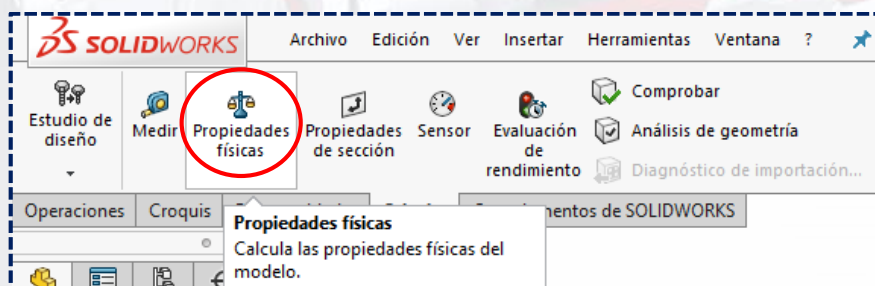 SOLIDWORKS Archivo Edición Ver Insertar Herramientas Ventana ?
Estudio de diseño
Medir
Propiedades físicas
Propiedades de sección
Sensor
Evaluación de rendimiento
Comprobar
Análisis de geometría
Diagnóstico de importación...
Operaciones Croquis de SOLIDWORKS
Propiedades físicas
Calcula las propiedades físicas del
modelo.